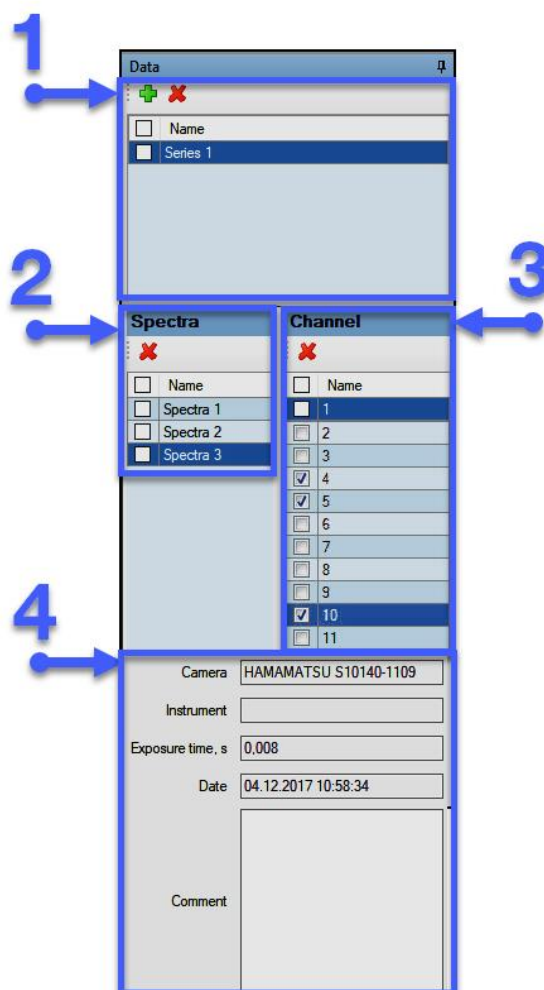 1
Data
Name
Series 1
2
3
Spectra
Channel
Name
Spectra 1
Spectra 2
Spectra 3
Name
1
2
3
4
5
6
7
8
9
10
11
4
Camera HAMAMATSU S10140-1109
Instrument
Exposure time, s 0,008
Date 04.12.2017 10:58:34
Comment